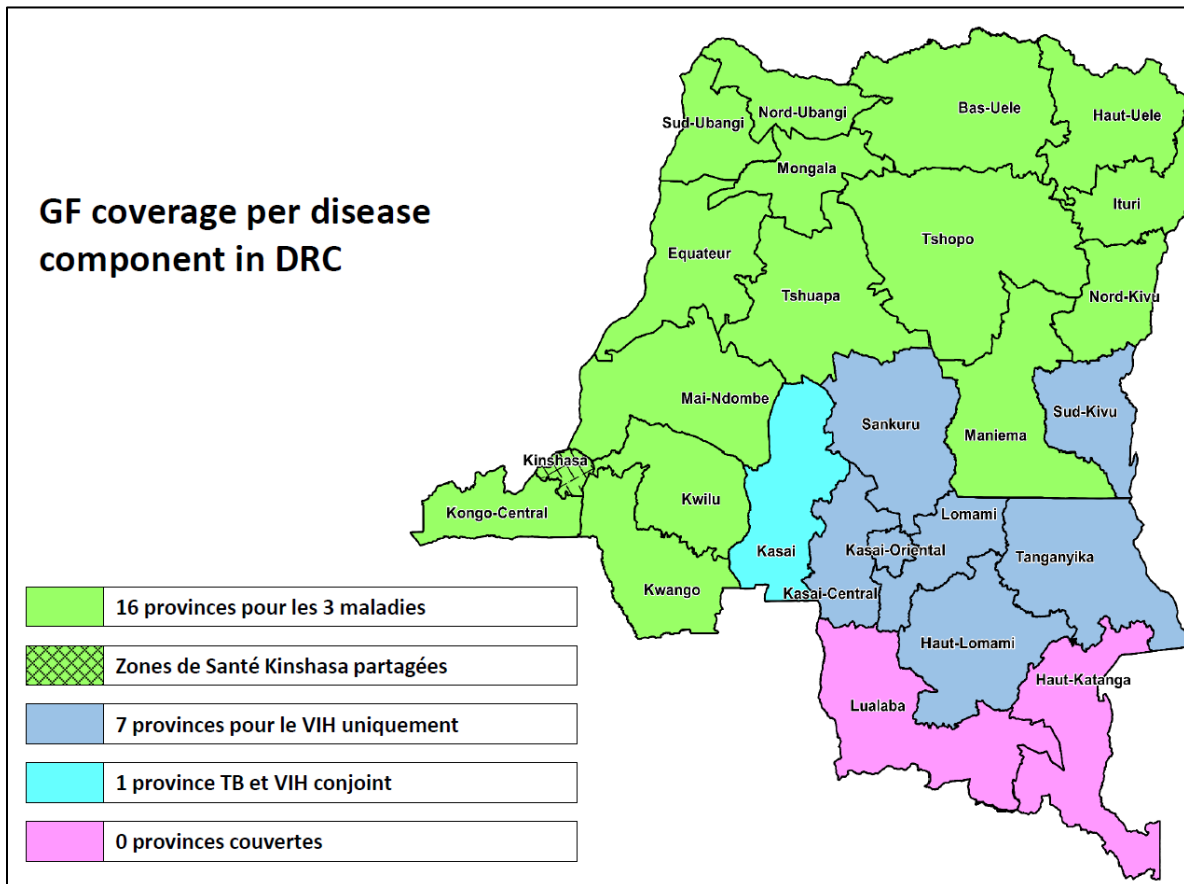 Sud-Ubangi
Nord-Ubangi
Bas-Uele
Haut-Uele
Mongala
Ituri
GF coverage per disease
component in DRC
Equateur
Tshopo
Tshuapa
Nord-Kivu
Mai-Ndombe
Sankuru
Sud-Kivu
Maniema
Kinshasa
Kwilu
Kongo-Central
Lomami
Kasai
Kasai-Oriental
Tanganyika
Kwango
Kasai-Central
Haut-Lomami
Haut-Katanga
Lualaba
16 provinces pour les 3 maladies
Zones de Santé Kinshasa partagées
7 provinces pour le VIH uniquement
1 province TB et VIH conjoint
0 provinces couvertes